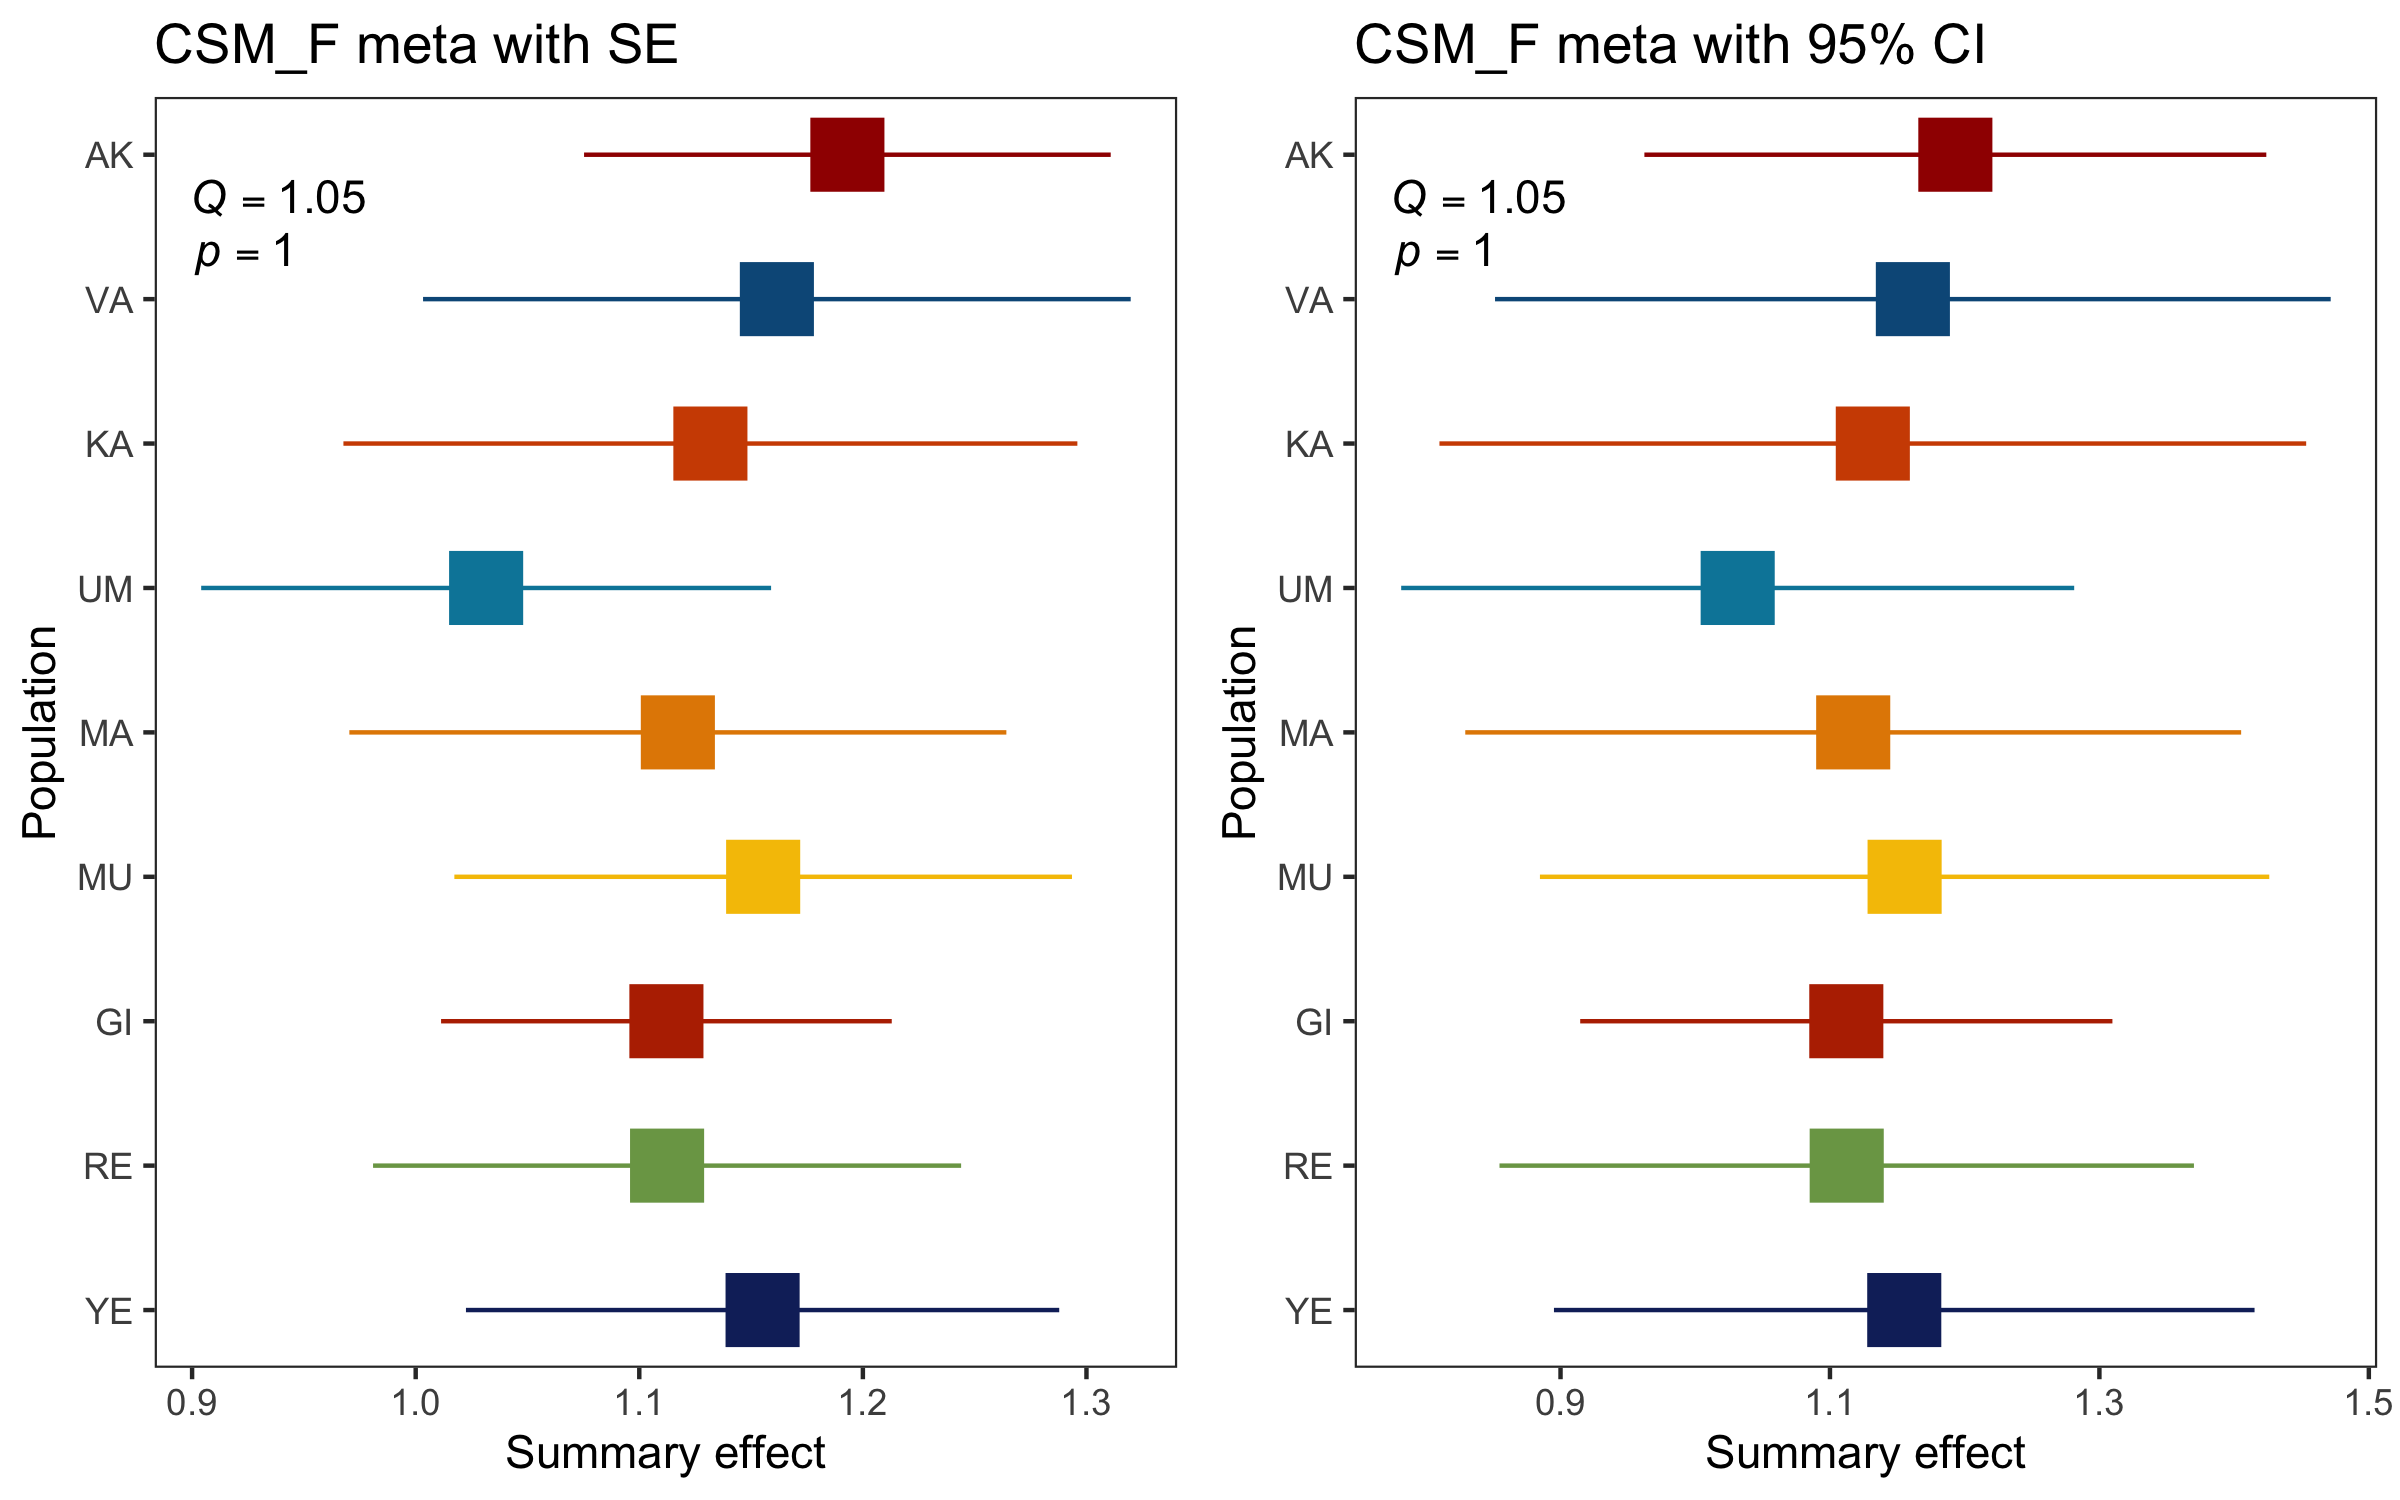 CSM_F meta with SE
AK
Q = 1.05
p = 1
VA
KA
UM
MA
MU
GI
RE
YE
Population
0.9 1.0 1.1 1.2 1.3
Summary effect
CSM_F meta with 95% CI
AK
Q = 1.05
p = 1
VA
KA
UM
MA
MU
GI
RE
YE
Population
0.9 1.1 1.3 1.5
Summary effect